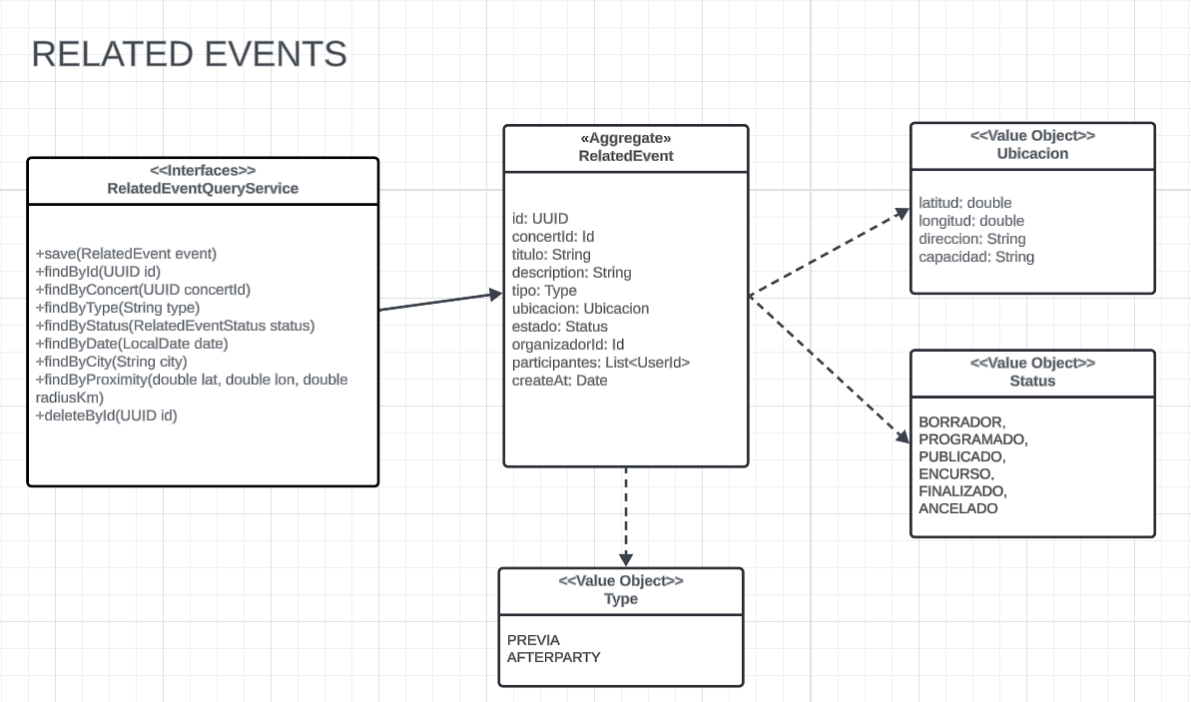 RELATED EVENTS
<<Interfaces>>
RelatedEventQueryService
+save(RelatedEvent event)
+findById(UUID id)
+findByConcert(UUID concertId)
+findByType(String type)
+findByStatus(RelatedEventStatus status)
+findByDate(LocalDate date)
+findByCity(String city)
+findByProximity(double lat, double lon, double
radiusKm)
+deleteById(UUID id)
«Aggregate»
RelatedEvent
id: UUID
concertId: Id
titulo: String
description: String
tipo: Type
ubicacion: Ubicacion
estado: Status
organizadorId: Id
participantes: List<UserId>
createAt: Date
<<Value Object>>
Ubicacion
latitud: double
longitud: double
direccion: String
capacidad: String
<<Value Object>>
Status
BORRADOR,
PROGRAMADO,
PUBLICADO,
ENCURSO,
FINALIZADO,
ANCELADO
<<Value Object>>
Type
PREVIA
AFTERPARTY